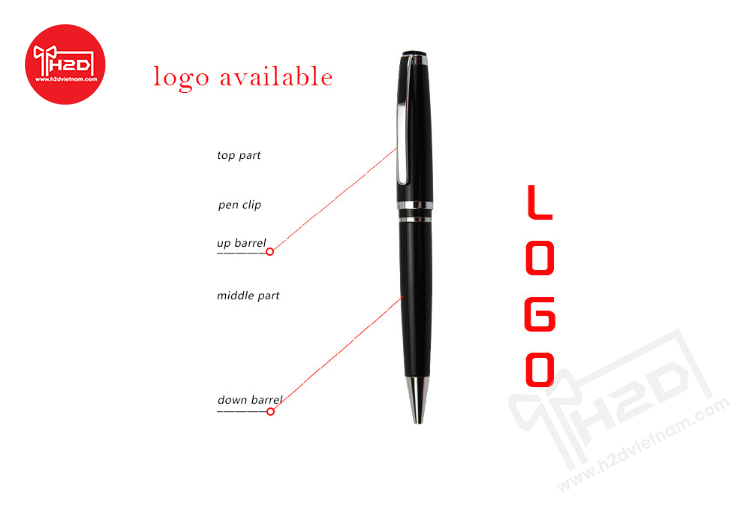 H2D
www.h2dvietnam.com
logo available
top part
pen clip
up barrel
middle part
down barrel
L
O
G
O
H2D
www.h2dvietnam.com